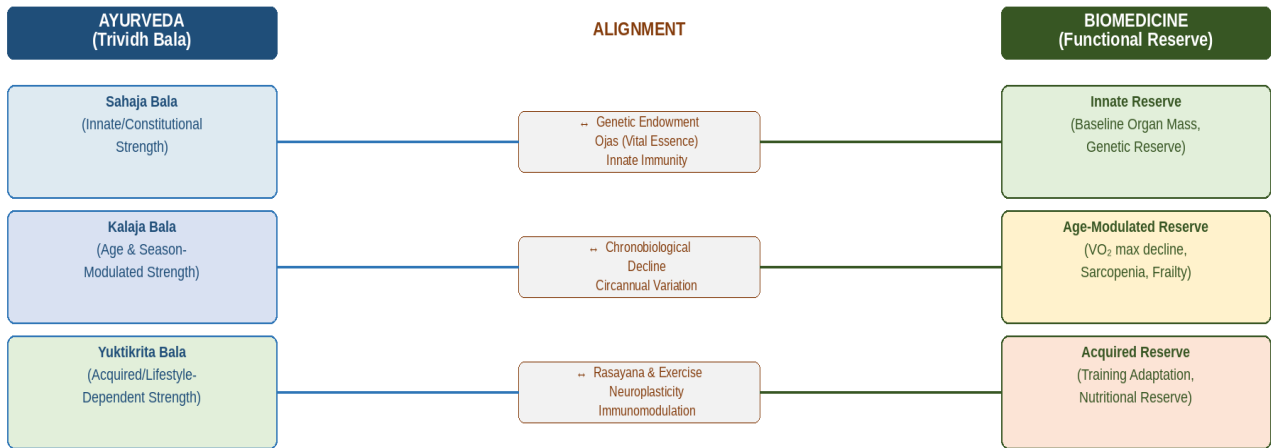 AYURVEDA
(Trividh Bala)
ALIGNMENT
BIOMEDICINE
(Functional Reserve)
Sahaja Bala
(Innate/Constitutional
Strength)
↔ Genetic Endowment
Ojas (Vital Essence)
Innate Immunity
Innate Reserve
(Baseline Organ Mass,
Genetic Reserve)
Kalaja Bala
(Age & Season-
Modulated Strength)
↔ Chronobiological
Decline
Circannual Variation
Age-Modulated Reserve
(VO₂ max decline,
Sarcopenia, Frailty)
Yuktikrita Bala
(Acquired/Lifestyle-
Dependent Strength)
↔ Rasayana & Exercise
Neuroplasticity
Immunomodulation
Acquired Reserve
(Training Adaptation,
Nutritional Reserve)